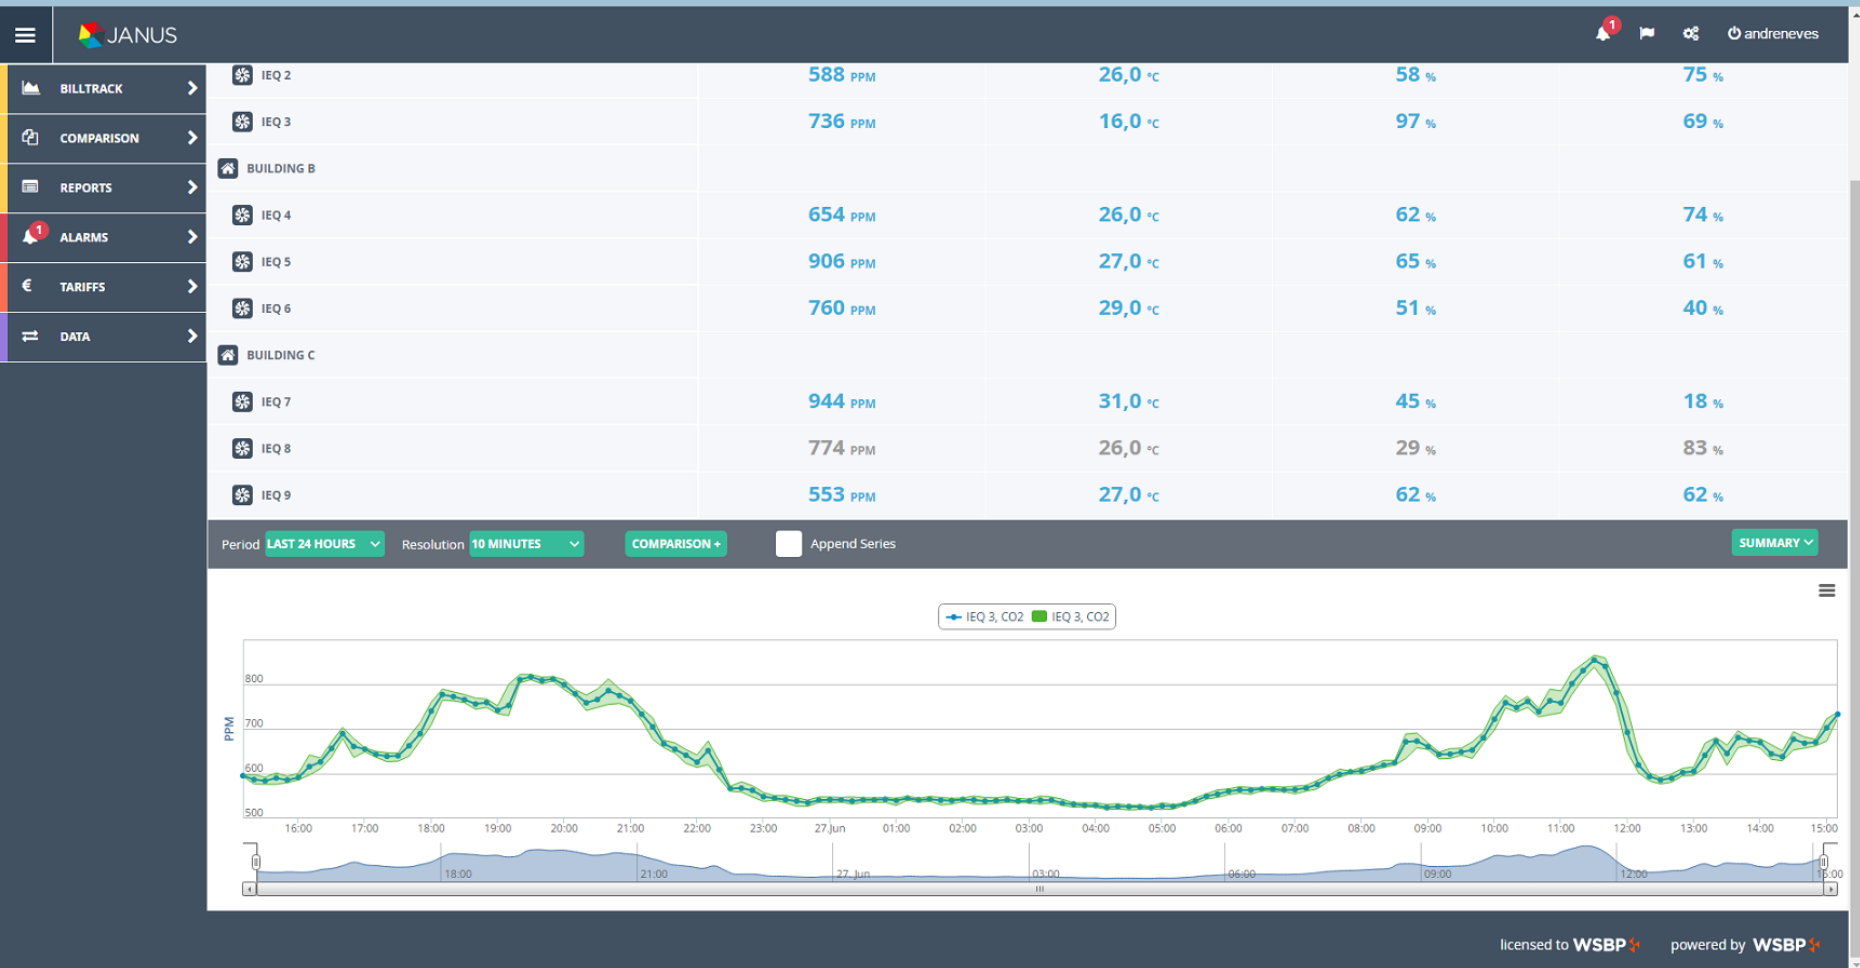 JANUS
1
andreneves
BILLTRACK
COMPARISON
REPORTS
1
ALARMS
€ TARIFFS
DATA
IEQ 2 588 PPM 26,0 °C 58 % 75 %
IEQ 3 736 PPM 16,0 °C 97 % 69 %
BUILDING B
IEQ 4 654 PPM 26,0 °C 62 % 74 %
IEQ 5 906 PPM 27,0 °C 65 % 61 %
IEQ 6 760 PPM 29,0 °C 51 % 40 %
BUILDING C
IEQ 7 944 PPM 31,0 °C 45 % 18 %
IEQ 8 774 PPM 26,0 °C 29 % 83 %
IEQ 9 553 PPM 27,0 °C 62 % 62 %
Period LAST 24 HOURS Resolution 10 MINUTES COMPARISON + Append Series SUMMARY
IEQ 3, CO2 IEQ 3, CO2
PPM
800
700
600
500
16:00 17:00 18:00 19:00 20:00 21:00 22:00 23:00 27.Jun 01:00 02:00 03:00 04:00 05:00 06:00 07:00 08:00 09:00 10:00 11:00 12:00 13:00 14:00 15:00
18:00 21:00 27. Jun 03:00 06:00 09:00 12:00 15:00
licensed to WSBP powered by WSBP